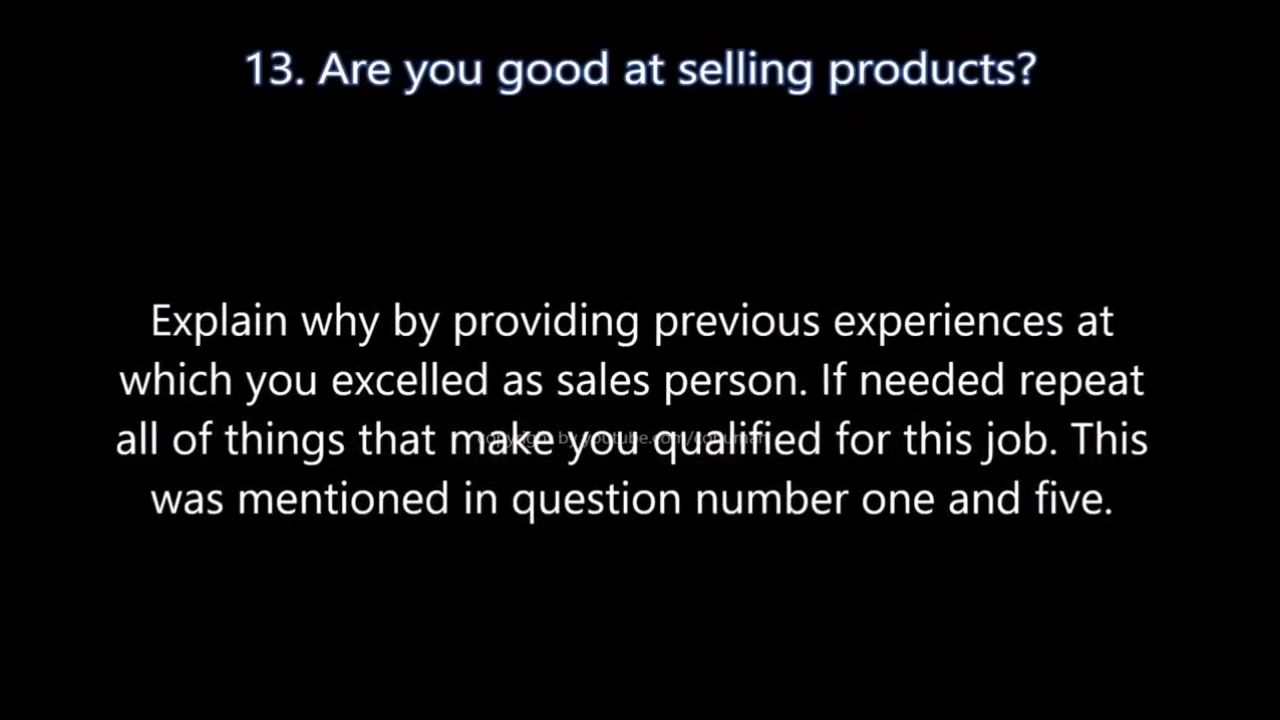 13. Are you good at selling products?
Explain why by providing previous experiences at
which you excelled as sales person. If needed repeat
all of things that make you qualified for this job. This
was mentioned in question number one and five.